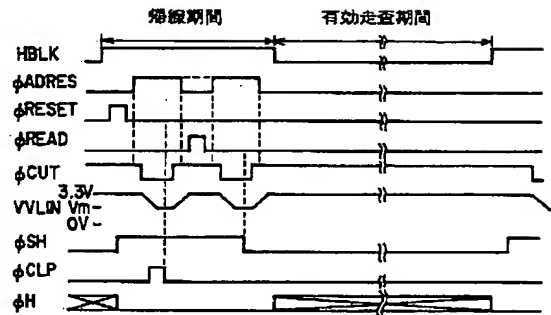 帰線期間 有効走査期間
HBLK
φADRES
φRESET
φREAD
φCUT
3.3V
VVLIN Vm
0V
φSH
φCLP
φH